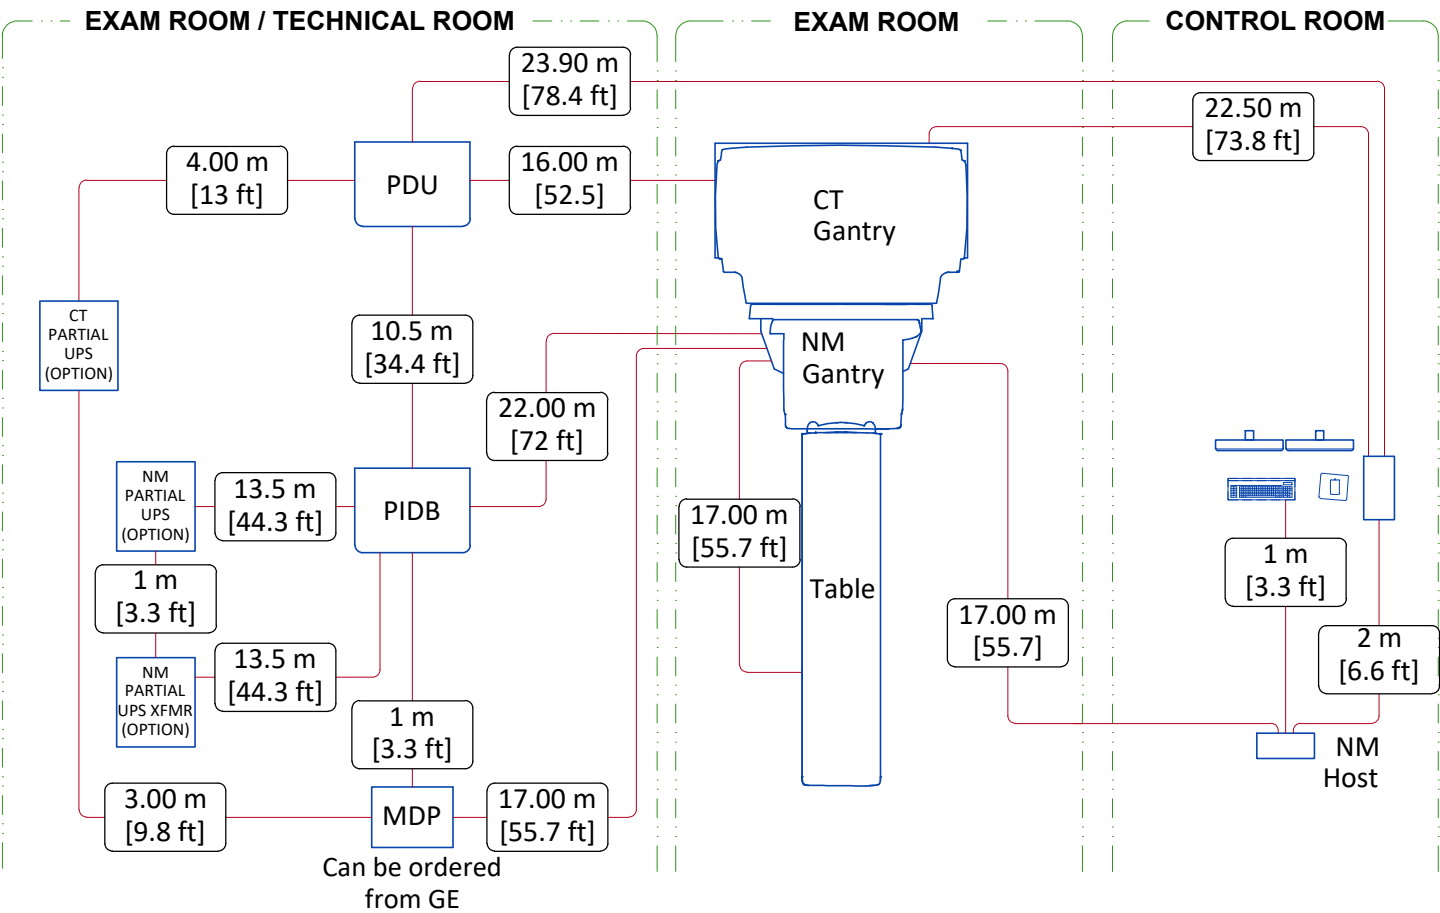 EXAM ROOM / TECHNICAL ROOM
EXAM ROOM
CONTROL ROOM
23.90 m
[78.4 ft]
22.50 m
[73.8 ft]
4.00 m
[13 ft]
PDU
16.00 m
[52.5]
CT
Gantry
CT
PARTIAL
UPS
(OPTION)
10.5 m
[34.4 ft]
NM
Gantry
22.00 m
[72 ft]
NM
PARTIAL
UPS
(OPTION)
13.5 m
[44.3 ft]
PIDB
17.00 m
[55.7 ft]
1 m
[3.3 ft]
1 m
[3.3 ft]
Table
17.00 m
[55.7]
2 m
[6.6 ft]
NM
PARTIAL
UPS XFMR
(OPTION)
13.5 m
[44.3 ft]
1 m
[3.3 ft]
NM
Host
3.00 m
[9.8 ft]
MDP
17.00 m
[55.7 ft]
Can be ordered
from GE